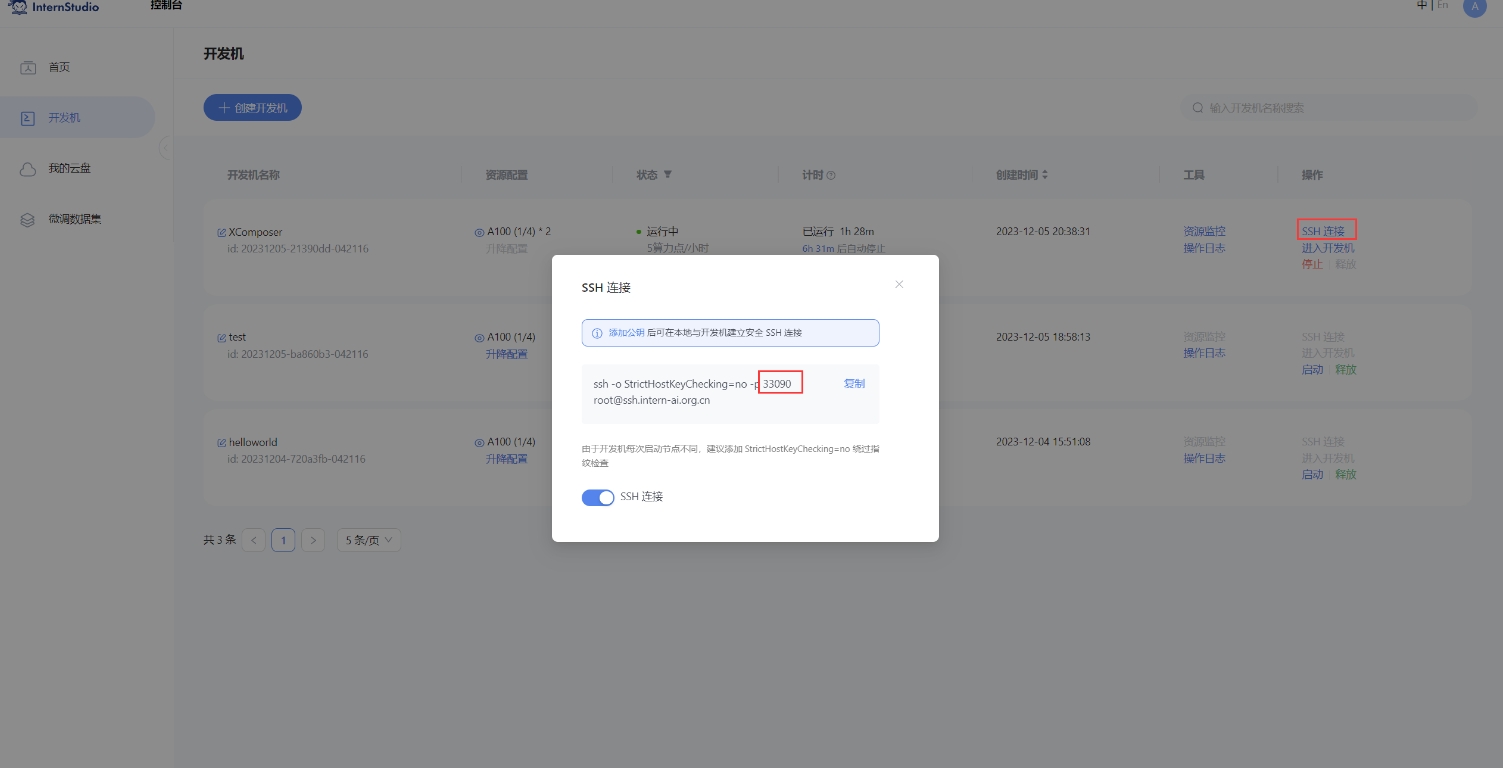 InternStudio
控制台
中 | En
A
首页
开发机
我的云盘
微调数据集
开发机
创建开发机
输入开发机名称搜索
开发机名称 资源配置 状态 计时 创建时间 工具 操作
XComposer A100 (1/4) * 2 运行中 已运行 1h 28m 2023-12-05 20:38:31 资源监控 SSH 连接
id: 20231205-21390dd-042116 升降配置 5算力点/小时 6h 31m 后自动停止 操作日志 进入开发机
停止 释放
test A100 (1/4) 2023-12-05 18:58:13 资源监控 SSH 连接
id: 20231205-ba860b3-042116 升降配置 操作日志 进入开发机
启动 释放
helloworld A100 (1/4) 2023-12-04 15:51:08 资源监控 SSH 连接
id: 20231204-720a3fb-042116 升降配置 操作日志 进入开发机
启动 释放
共 3 条 < 1 > 5 条/页
SSH 连接
添加公钥 后可在本地与开发机建立安全 SSH 连接
ssh -o StrictHostKeyChecking=no -p 33090 复制
root@ssh.intern-ai.org.cn
由于开发机每次启动节点不同，建议添加 StrictHostKeyChecking=no 绕过指
纹检查
SSH 连接